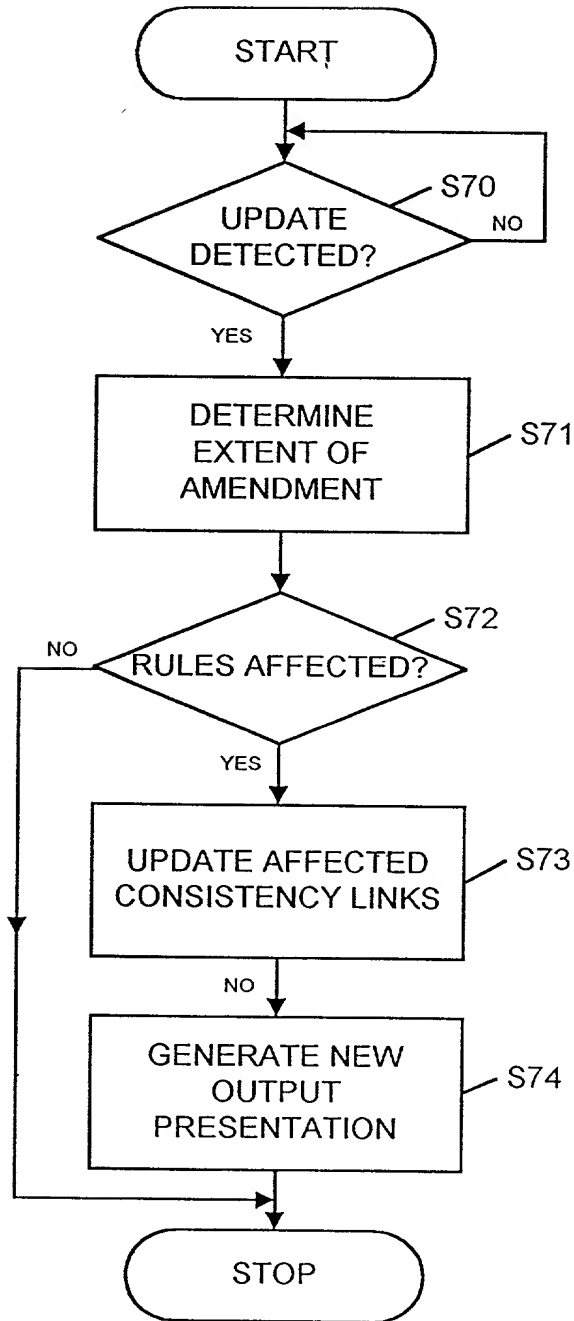 START
S70
UPDATE
DETECTED?
NO
YES
DETERMINE
EXTENT OF
AMENDMENT
S71
S72
NO
RULES AFFECTED?
YES
UPDATE AFFECTED
CONSISTENCY LINKS
S73
NO
GENERATE NEW
OUTPUT
PRESENTATION
S74
STOP